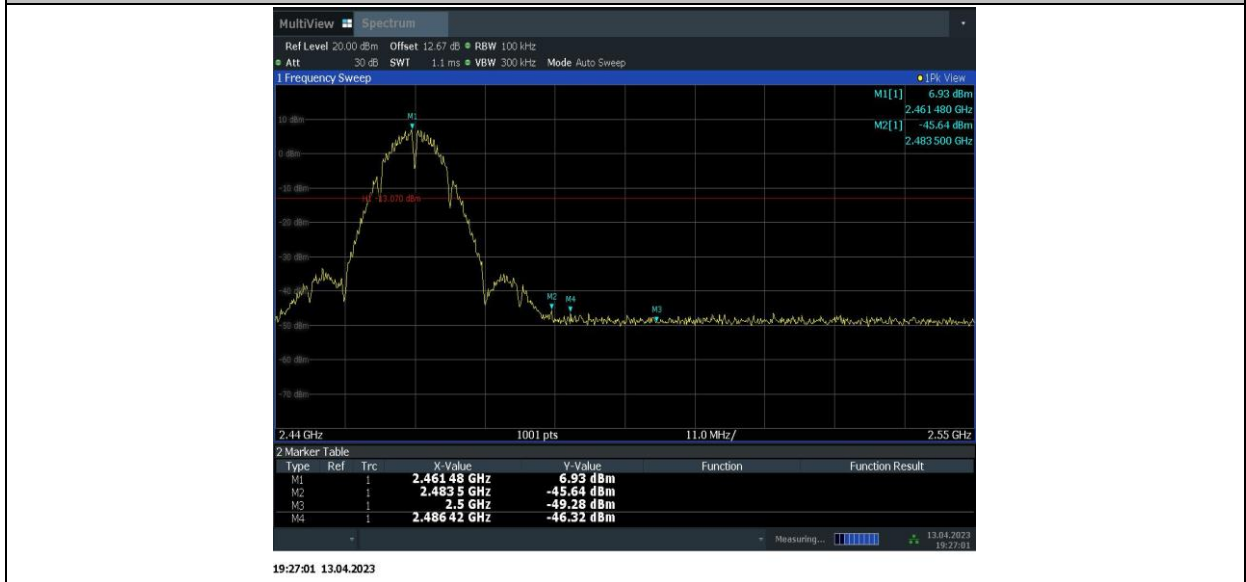 MultiView Spectrum
Ref Level 20.00 dBm Offset 12.67 dB RBW 100 kHz
Att 30 dB SWT 1.1 ms VBW 300 kHz Mode Auto Sweep
1 Frequency Sweep 1Pk View
M1[1] 6.93 dBm
2.461 480 GHz
M2[1] -45.64 dBm
2.483 500 GHz
10 dBm
M1
0 dBm
-10 dBm
H1 -13.070 dBm
-20 dBm
-30 dBm
-40 dBm
M2 M4
M3
-50 dBm
-60 dBm
-70 dBm
2.44 GHz 1001 pts 11.0 MHz/ 2.55 GHz
2 Marker Table
Type Ref Trc X-Value Y-Value Function Function Result
M1 1 2.461 48 GHz 6.93 dBm
M2 1 2.483 5 GHz -45.64 dBm
M3 1 2.5 GHz -49.28 dBm
M4 1 2.486 42 GHz -46.32 dBm
Measuring... 13.04.2023
19:27:01
19:27:01 13.04.2023